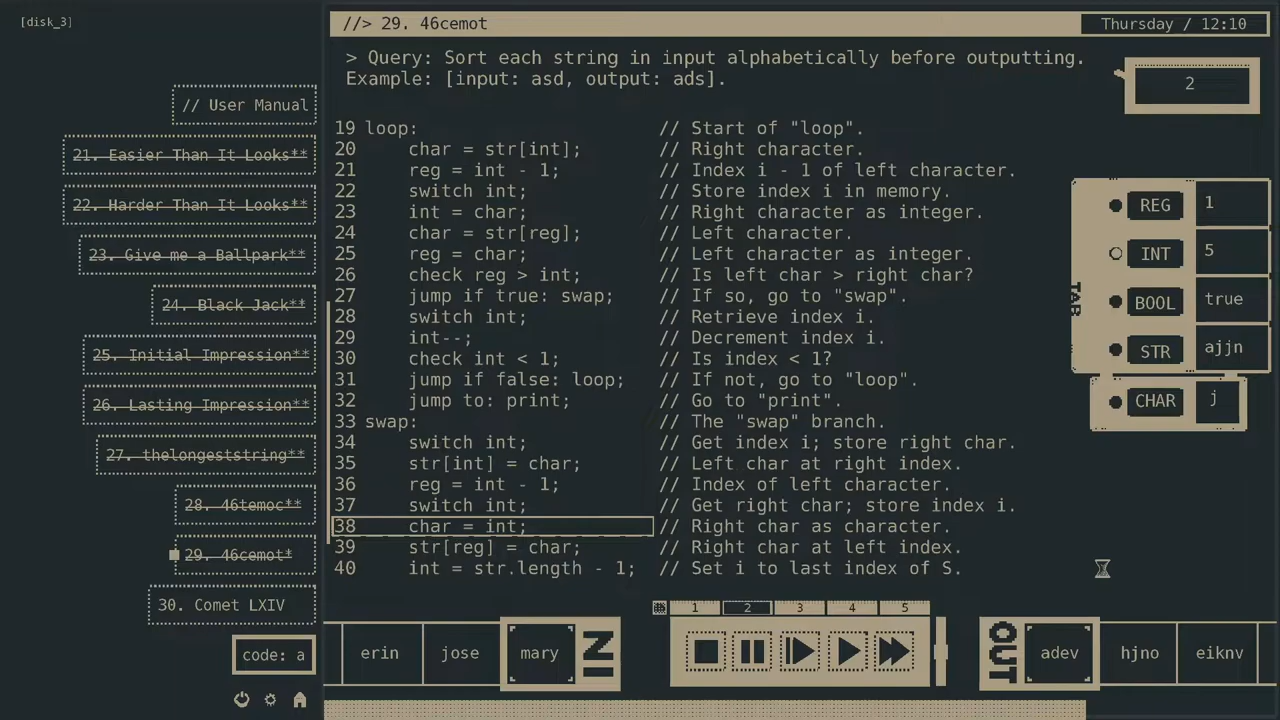 [disk_3]
//> 29. 46cemot
Thursday / 12:10
> Query: Sort each string in input alphabetically before outputting.
Example: [input: asd, output: ads].
2
// User Manual
21. Easier Than It Looks**
22. Harder Than It Looks**
23. Give me a Ballpark**
24. Black Jack**
25. Initial Impression**
26. Lasting Impression**
27. thelongeststring**
28. 46temoc**
29. 46cemot*
30. Comet LXIV
code: a
19 loop: // Start of "loop".
20 char = str[int]; // Right character.
21 reg = int - 1; // Index i - 1 of left character.
22 switch int; // Store index i in memory.
23 int = char; // Right character as integer.
24 char = str[reg]; // Left character.
25 reg = char; // Left character as integer.
26 check reg > int; // Is left char > right char?
27 jump if true: swap; // If so, go to "swap".
28 switch int; // Retrieve index i.
29 int--; // Decrement index i.
30 check int < 1; // Is index < 1?
31 jump if false: loop; // If not, go to "loop".
32 jump to: print; // Go to "print".
33 swap: // The "swap" branch.
34 switch int; // Get index i; store right char.
35 str[int] = char; // Left char at right index.
36 reg = int - 1; // Index of left character.
37 switch int; // Get right char; store index i.
38 char = int; // Right char as character.
39 str[reg] = char; // Right char at left index.
40 int = str.length - 1; // Set i to last index of S.
TAB
REG 1
INT 5
BOOL true
STR ajjn
CHAR j
1 2 3 4 5
erin jose mary IN
OUT adev hjno eiknv